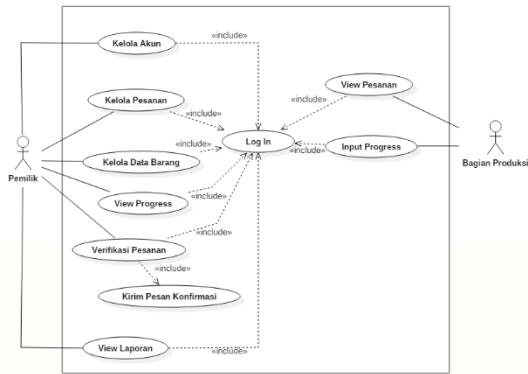 Kelola Akun
«include»
View Pesanan
Kelola Pesanan
«include»
«include»
Log In
Input Progress
«include»
Bagian Produksi
Pemilik
Kelola Data Barang
«include»
View Progress
«include»
Verifikasi Pesanan
«include»
«include»
Kirim Pesan Konfirmasi
View Laporan
«include»